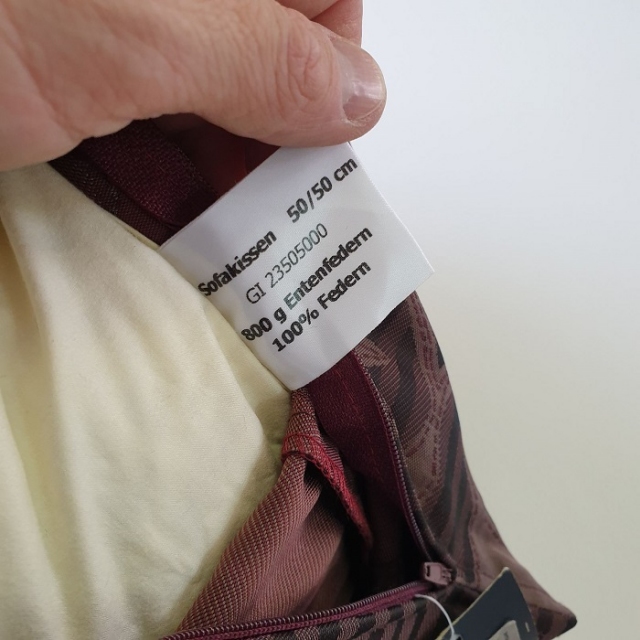 Sofakissen 50/50 cm
GI 23505000
800 g Entenfedern
100% Federn